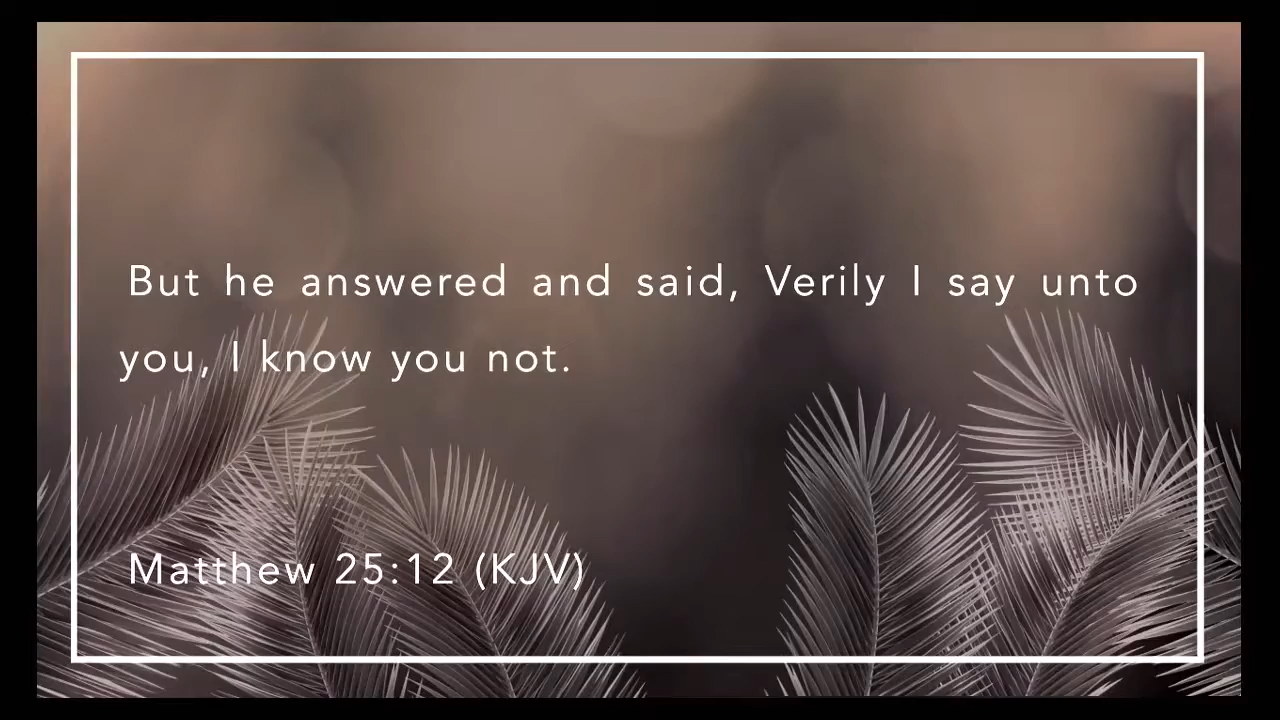 But he answered and said, Verily I say unto
you, I know you not.
Matthew 25:12 (KJV)